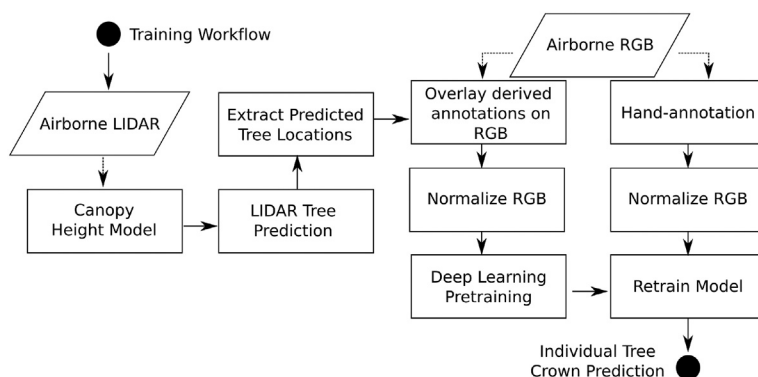 Training Workflow
Airborne LIDAR
Canopy
Height Model
LIDAR Tree
Prediction
Extract Predicted
Tree Locations
Airborne RGB
Overlay derived
annotations on
RGB
Normalize RGB
Deep Learning
Pretraining
Hand-annotation
Normalize RGB
Retrain Model
Individual Tree
Crown Prediction